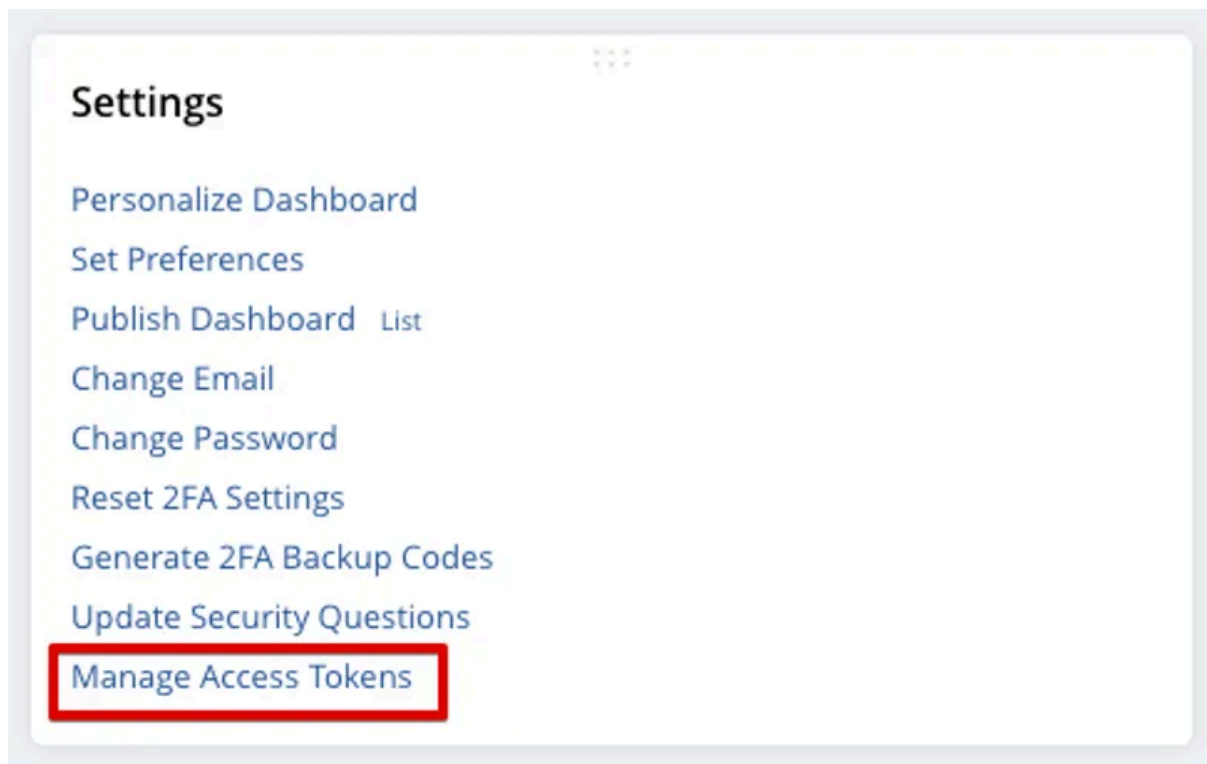 Settings
Personalize Dashboard
Set Preferences
Publish Dashboard List
Change Email
Change Password
Reset 2FA Settings
Generate 2FA Backup Codes
Update Security Questions
Manage Access Tokens